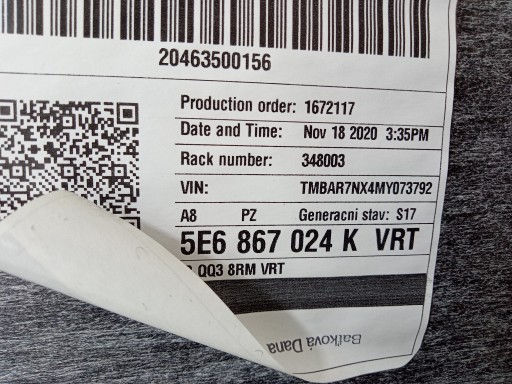 20463500156
Production order: 1672117
Date and Time: Nov 18 2020 3:35PM
Rack number: 348003
VIN: TMBAR7NX4MY073792
A8 PZ Generacni stav: S17
5E6 867 024 K VRT
QQ3 8RM VRT
Baťková Dana